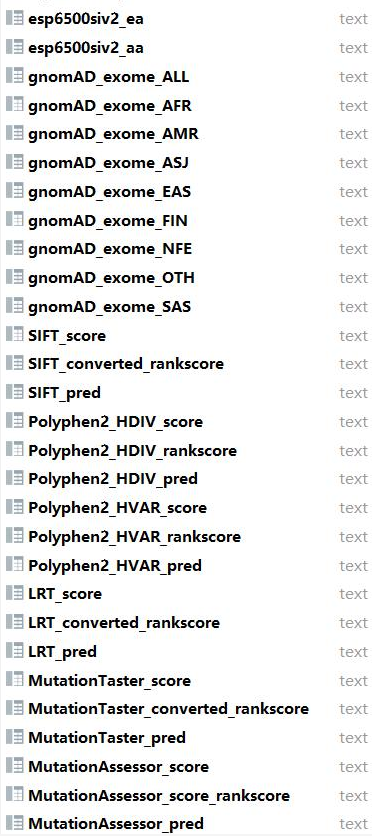 esp6500siv2_ea text
esp6500siv2_aa text
gnomAD_exome_ALL text
gnomAD_exome_AFR text
gnomAD_exome_AMR text
gnomAD_exome_ASJ text
gnomAD_exome_EAS text
gnomAD_exome_FIN text
gnomAD_exome_NFE text
gnomAD_exome_OTH text
gnomAD_exome_SAS text
SIFT_score text
SIFT_converted_rankscore text
SIFT_pred text
Polyphen2_HDIV_score text
Polyphen2_HDIV_rankscore text
Polyphen2_HDIV_pred text
Polyphen2_HVAR_score text
Polyphen2_HVAR_rankscore text
Polyphen2_HVAR_pred text
LRT_score text
LRT_converted_rankscore text
LRT_pred text
MutationTaster_score text
MutationTaster_converted_rankscore text
MutationTaster_pred text
MutationAssessor_score text
MutationAssessor_score_rankscore text
MutationAssessor_pred text